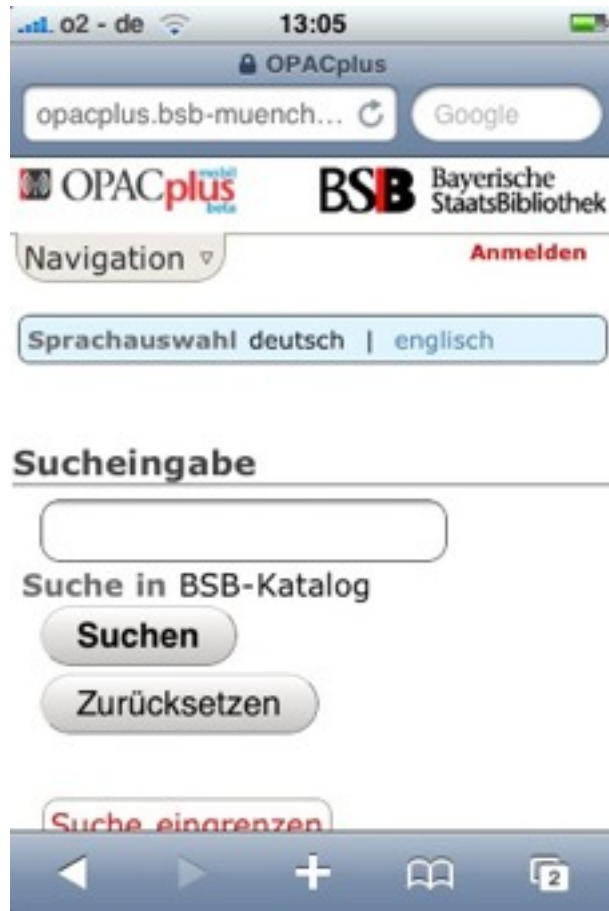 o2 - de 13:05
OPACplus
opacplus.bsb-muench... Google
OPACplus mobil beta BSB Bayerische StaatsBibliothek
Navigation Anmelden
Sprachauswahl deutsch | englisch
Sucheingabe
Suche in BSB-Katalog
Suchen
Zurücksetzen
Suche eingrenzen
2